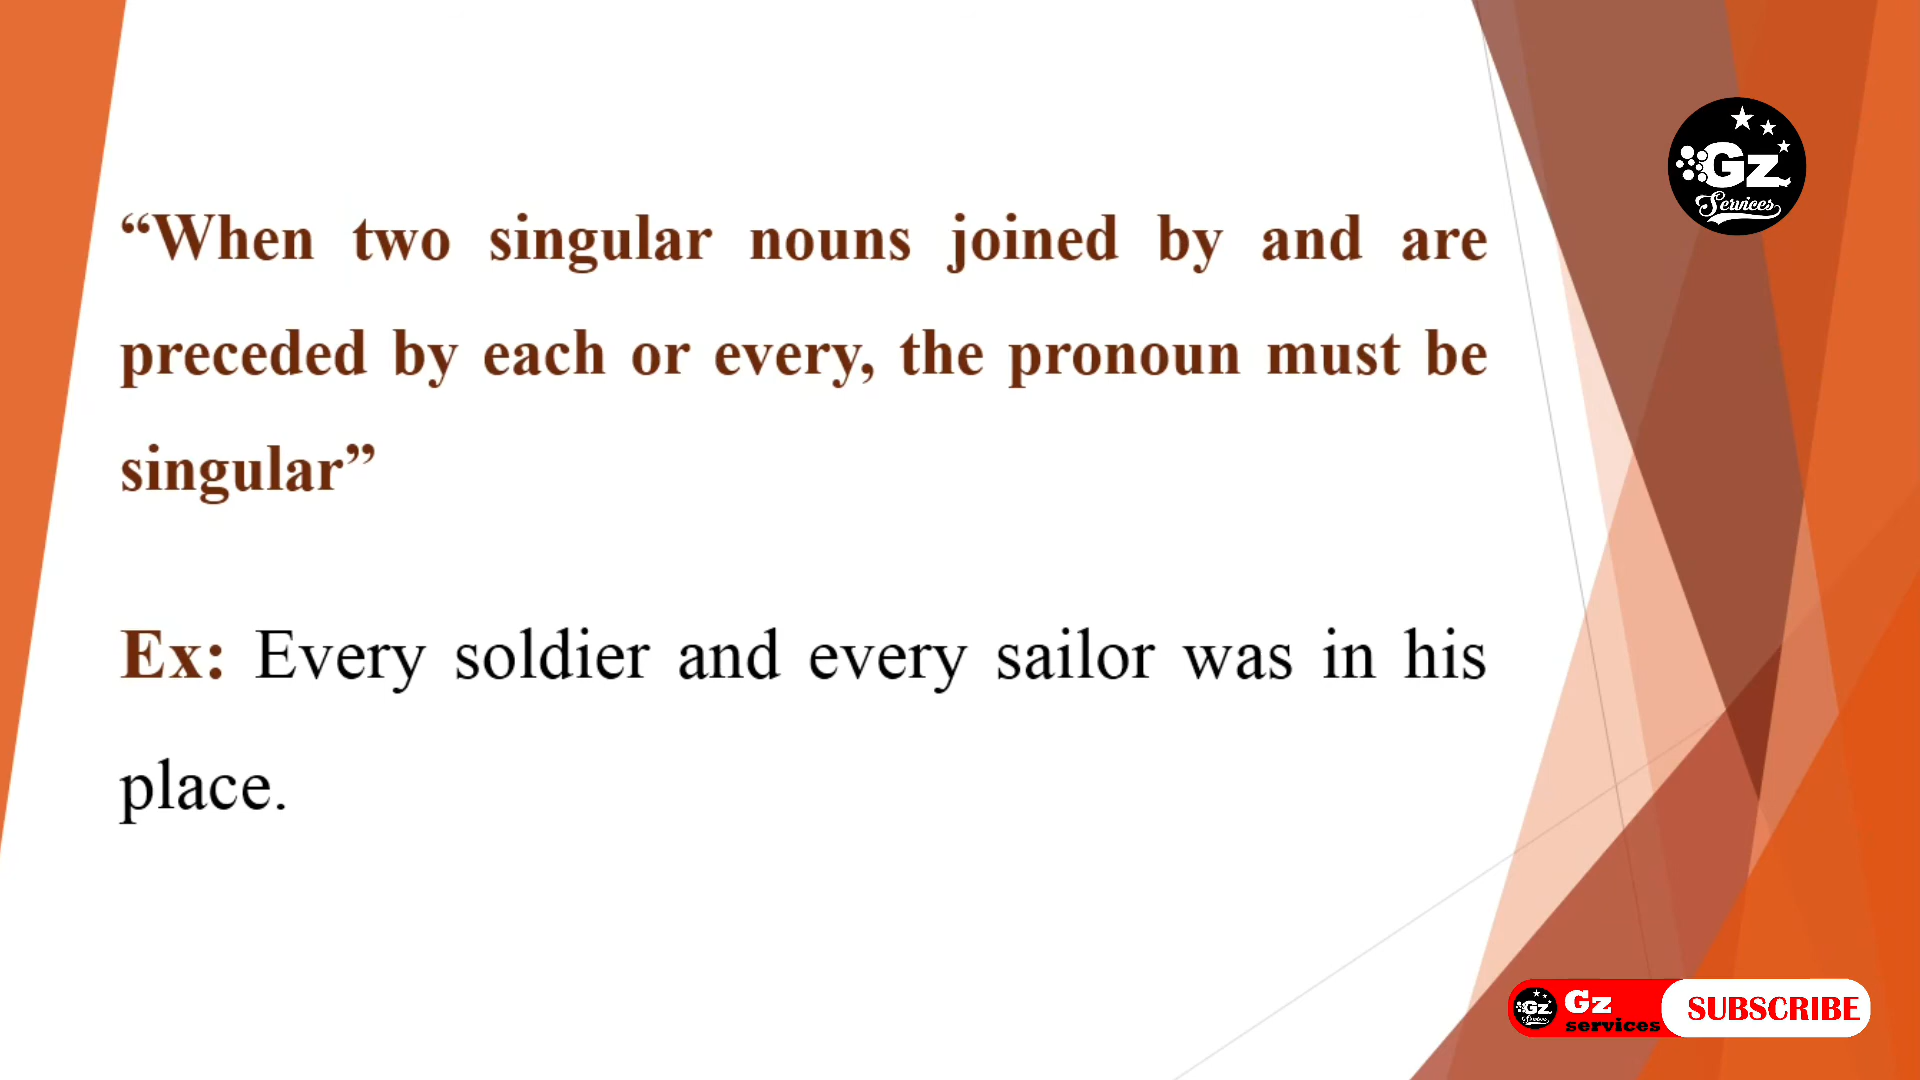 Gz
Services
“When two singular nouns joined by and are
preceded by each or every, the pronoun must be
singular”
Ex: Every soldier and every sailor was in his
place.
Gz
services
SUBSCRIBE